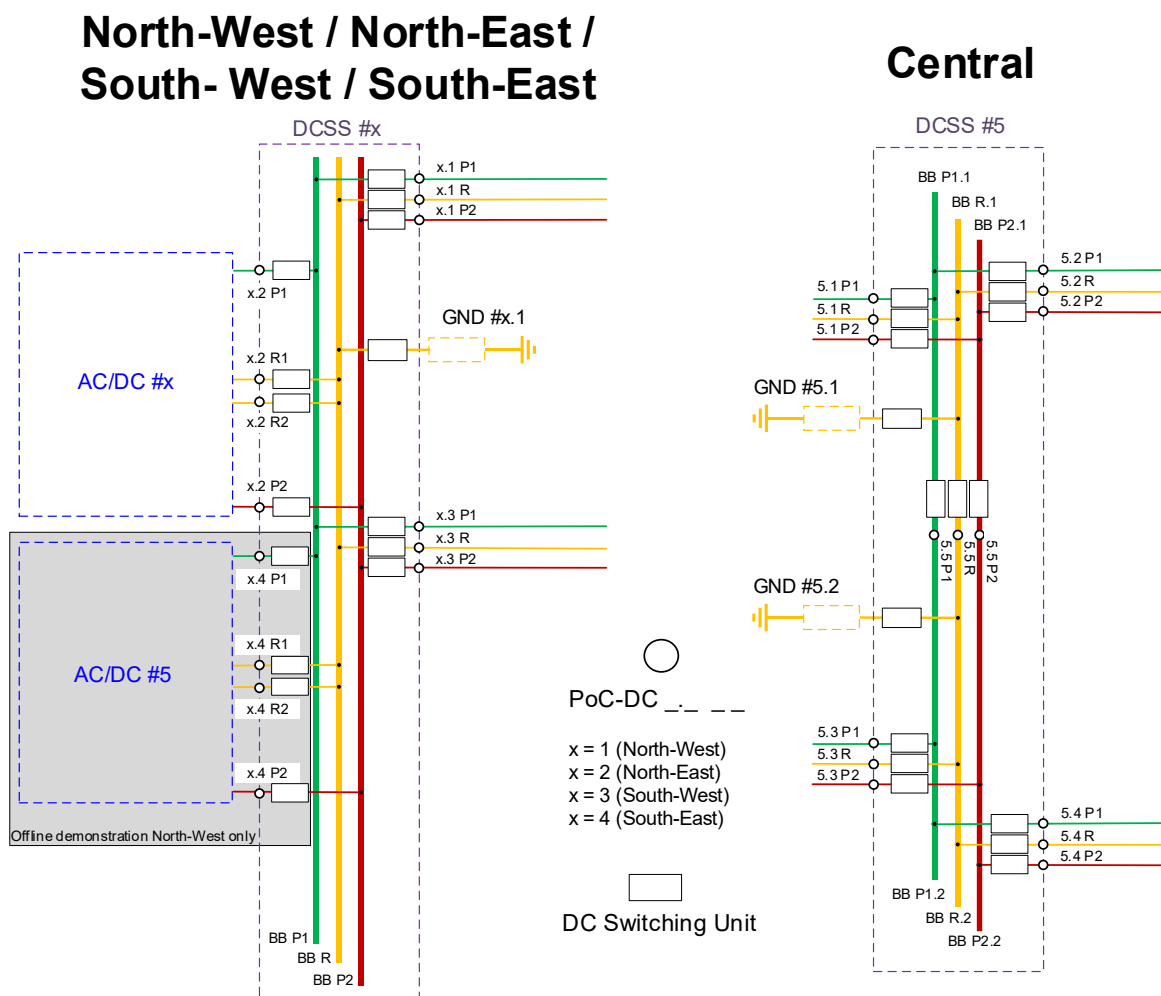 North-West / North-East /
South- West / South-East
DCSS #x
x.1 P1
x.1 R
x.1 P2
x.2 P1
GND #x.1
x.2 R1
AC/DC #x
x.2 R2
x.2 P2
x.3 P1
x.3 R
x.3 P2
x.4 P1
x.4 R1
AC/DC #5
x.4 R2
x.4 P2
Offline demonstration North-West only
BB P1
BB R
BB P2
PoC-DC _._ _ _
x = 1 (North-West)
x = 2 (North-East)
x = 3 (South-West)
x = 4 (South-East)
DC Switching Unit
Central
DCSS #5
BB P1.1
BB R.1
BB P2.1
5.2 P1
5.2 R
5.2 P2
5.1 P1
5.1 R
5.1 P2
GND #5.1
5.5 P1
5.5 R
5.5 P2
GND #5.2
5.3 P1
5.3 R
5.3 P2
5.4 P1
5.4 R
5.4 P2
BB P1.2
BB R.2
BB P2.2